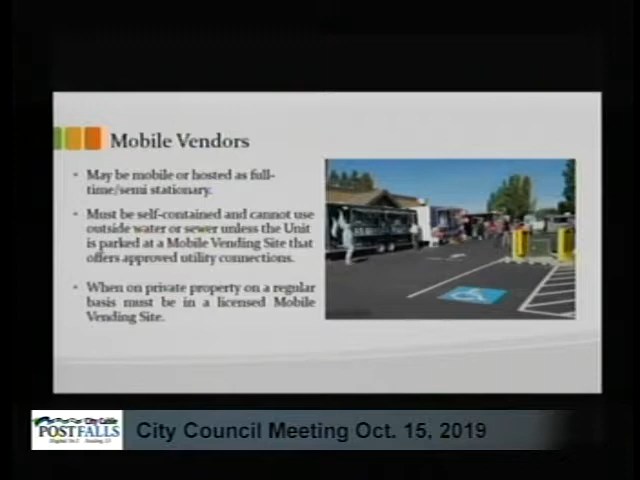 Mobile Vendors
May be mobile or hosted as full-
time/semi stationary.
Must be self-contained and cannot use
outside water or sewer unless the Unit
is parked at a Mobile Vending Site that
offers approved utility connections.
When on private property on a regular
basis must be in a licensed Mobile
Vending Site.
City Cable
POST FALLS
City Council Meeting Oct. 15, 2019